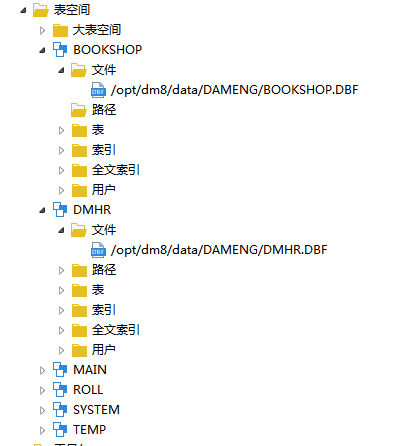 表空间
大表空间
BOOKSHOP
文件
DBF /opt/dm8/data/DAMENG/BOOKSHOP.DBF
路径
表
索引
全文索引
用户
DMHR
文件
DBF /opt/dm8/data/DAMENG/DMHR.DBF
路径
表
索引
全文索引
用户
MAIN
ROLL
SYSTEM
TEMP